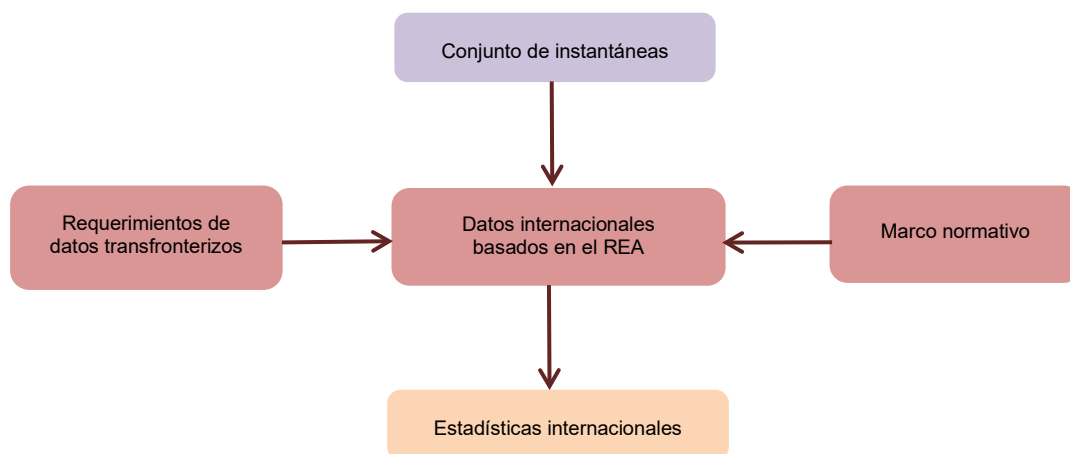 Conjunto de instantáneas
Requerimientos de
datos transfronterizos
Datos internacionales
basados en el REA
Marco normativo
Estadísticas internacionales